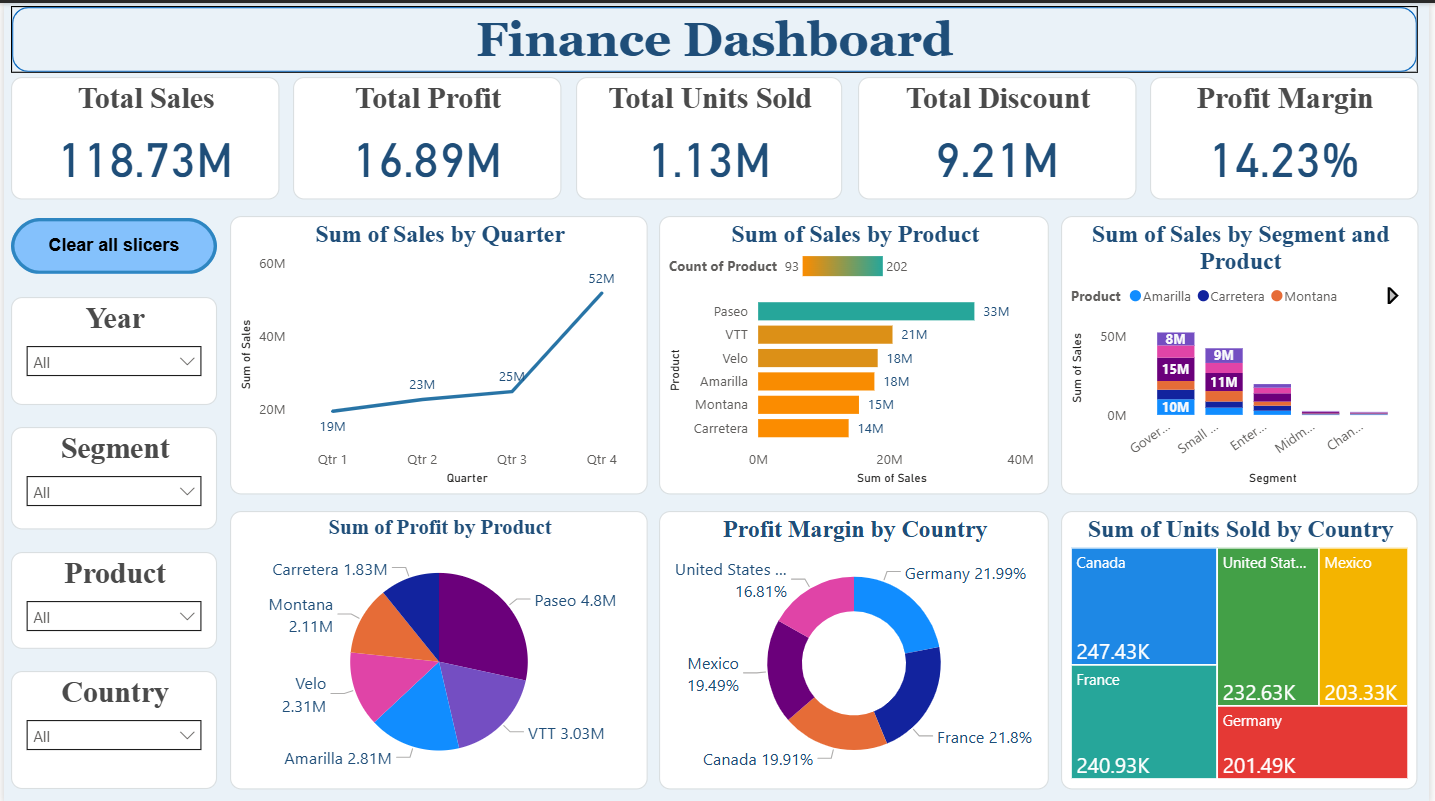 Finance Dashboard
Total Sales
118.73M
Total Profit
16.89M
Total Units Sold
1.13M
Total Discount
9.21M
Profit Margin
14.23%
Clear all slicers
Year
All
Segment
All
Product
All
Country
All
Sum of Sales by Quarter
Sum of Sales
60M
40M
20M
19M
23M
25M
52M
Qtr 1
Qtr 2
Qtr 3
Qtr 4
Quarter
Sum of Sales by Product
Count of Product 93 202
Product
Paseo 33M
VTT 21M
Velo 18M
Amarilla 18M
Montana 15M
Carretera 14M
0M 20M 40M
Sum of Sales
Sum of Sales by Segment and
Product
Product Amarilla Carretera Montana
Sum of Sales
50M
0M
8M
15M
10M
9M
11M
Gover...
Small ...
Enter...
Midm...
Chan...
Segment
Sum of Profit by Product
Carretera 1.83M
Montana
2.11M
Velo
2.31M
Amarilla 2.81M
Paseo 4.8M
VTT 3.03M
Profit Margin by Country
United States ...
16.81%
Germany 21.99%
Mexico
19.49%
Canada 19.91%
France 21.8%
Sum of Units Sold by Country
Canada
247.43K
France
240.93K
United Stat...
232.63K
Mexico
203.33K
Germany
201.49K